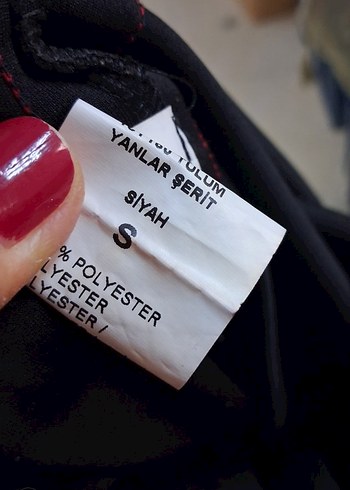 TULUM
YANLAR ŞERİT
SİYAH
S
% POLYESTER
LYESTER
LYESTER /